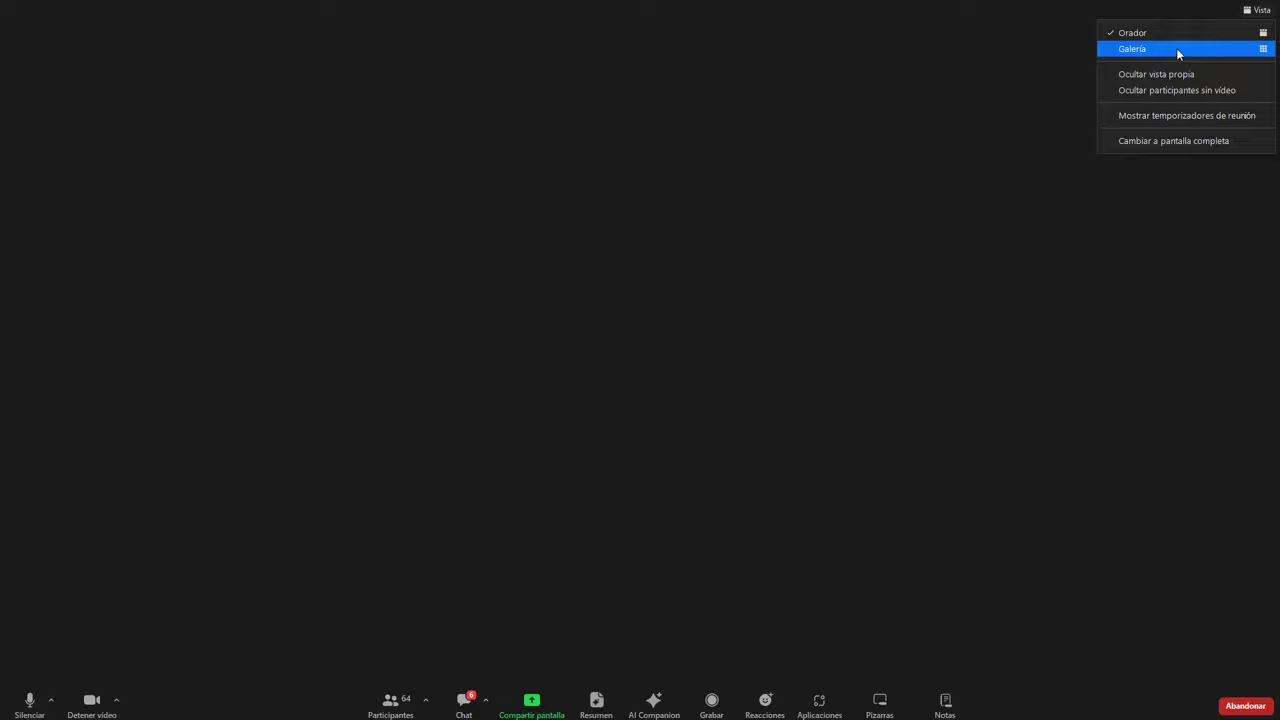 Vista
Orador
Galería
Ocultar vista propia
Ocultar participantes sin vídeo
Mostrar temporizadores de reunión
Cambiar a pantalla completa
64
6
Silenciar
Detener vídeo
Participantes
Chat
Compartir pantalla
Resumen
AI Companion
Grabar
Reacciones
Aplicaciones
Pizarras
Notas
Abandonar